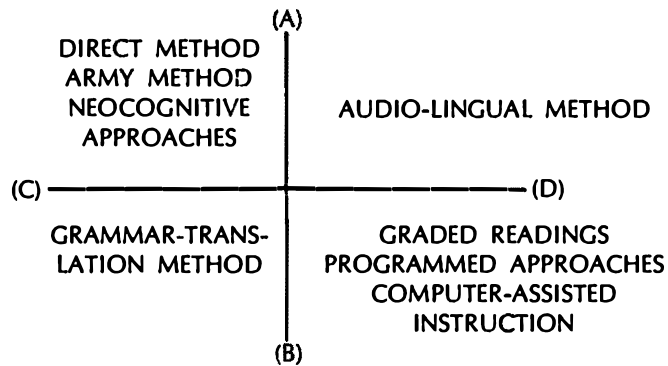 (A)
DIRECT METHOD
ARMY METHOD
NEOCOGNITIVE
APPROACHES
AUDIO-LINGUAL METHOD
(C)
(D)
GRAMMAR-TRANS-
LATION METHOD
GRADED READINGS
PROGRAMMED APPROACHES
COMPUTER-ASSISTED
INSTRUCTION
(B)